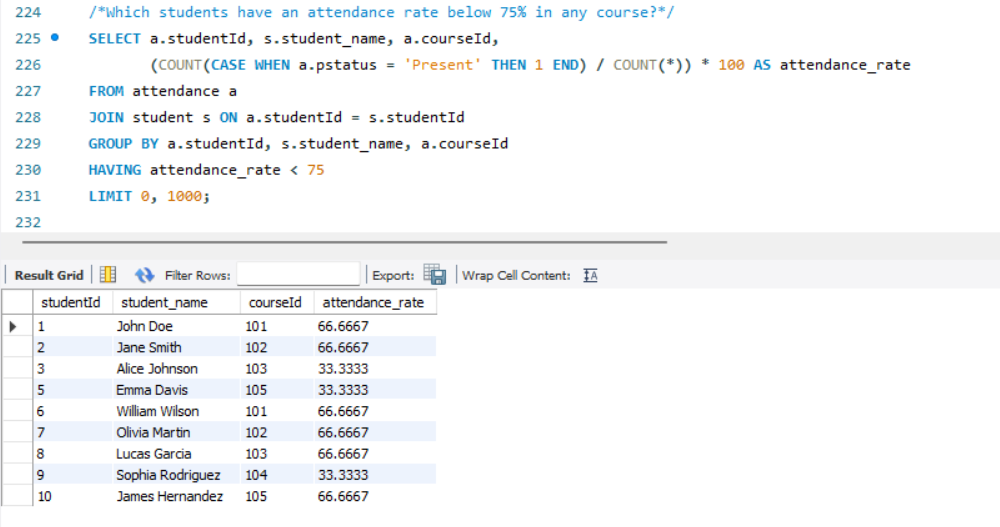 224 /*Which students have an attendance rate below 75% in any course?*/
225 SELECT a.studentId, s.student_name, a.courseId,
226 (COUNT(CASE WHEN a.pstatus = 'Present' THEN 1 END) / COUNT(*)) * 100 AS attendance_rate
227 FROM attendance a
228 JOIN student s ON a.studentId = s.studentId
229 GROUP BY a.studentId, s.student_name, a.courseId
230 HAVING attendance_rate < 75
231 LIMIT 0, 1000;
232
Result Grid Filter Rows: Export: Wrap Cell Content: IA
studentId student_name courseId attendance_rate
1 John Doe 101 66.6667
2 Jane Smith 102 66.6667
3 Alice Johnson 103 33.3333
5 Emma Davis 105 33.3333
6 William Wilson 101 66.6667
7 Olivia Martin 102 66.6667
8 Lucas Garcia 103 66.6667
9 Sophia Rodriguez 104 33.3333
10 James Hernandez 105 66.6667